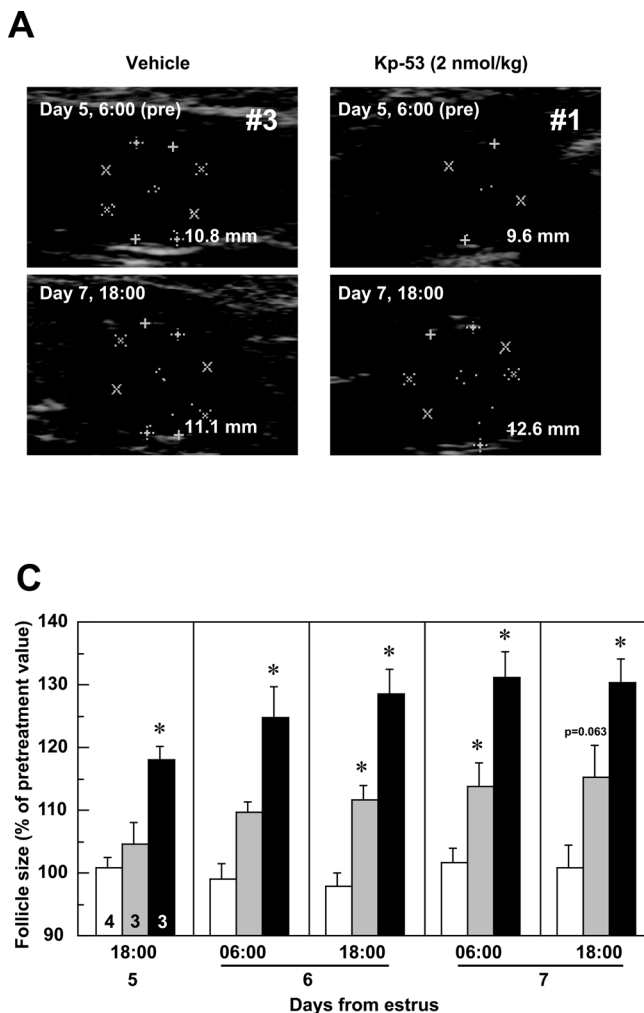 A
Vehicle
Kp-53 (2 nmol/kg)
Day 5, 6:00 (pre)
#3
10.8 mm
Day 5, 6:00 (pre)
#1
9.6 mm
Day 7, 18:00
11.1 mm
Day 7, 18:00
12.6 mm
C
Follicle size (% of pretreatment value)
140
130
120
110
100
90
*
*
*
*
*
*
*
p=0.063
4 3 3
18:00 06:00 18:00 06:00 18:00
5 6 7
Days from estrus